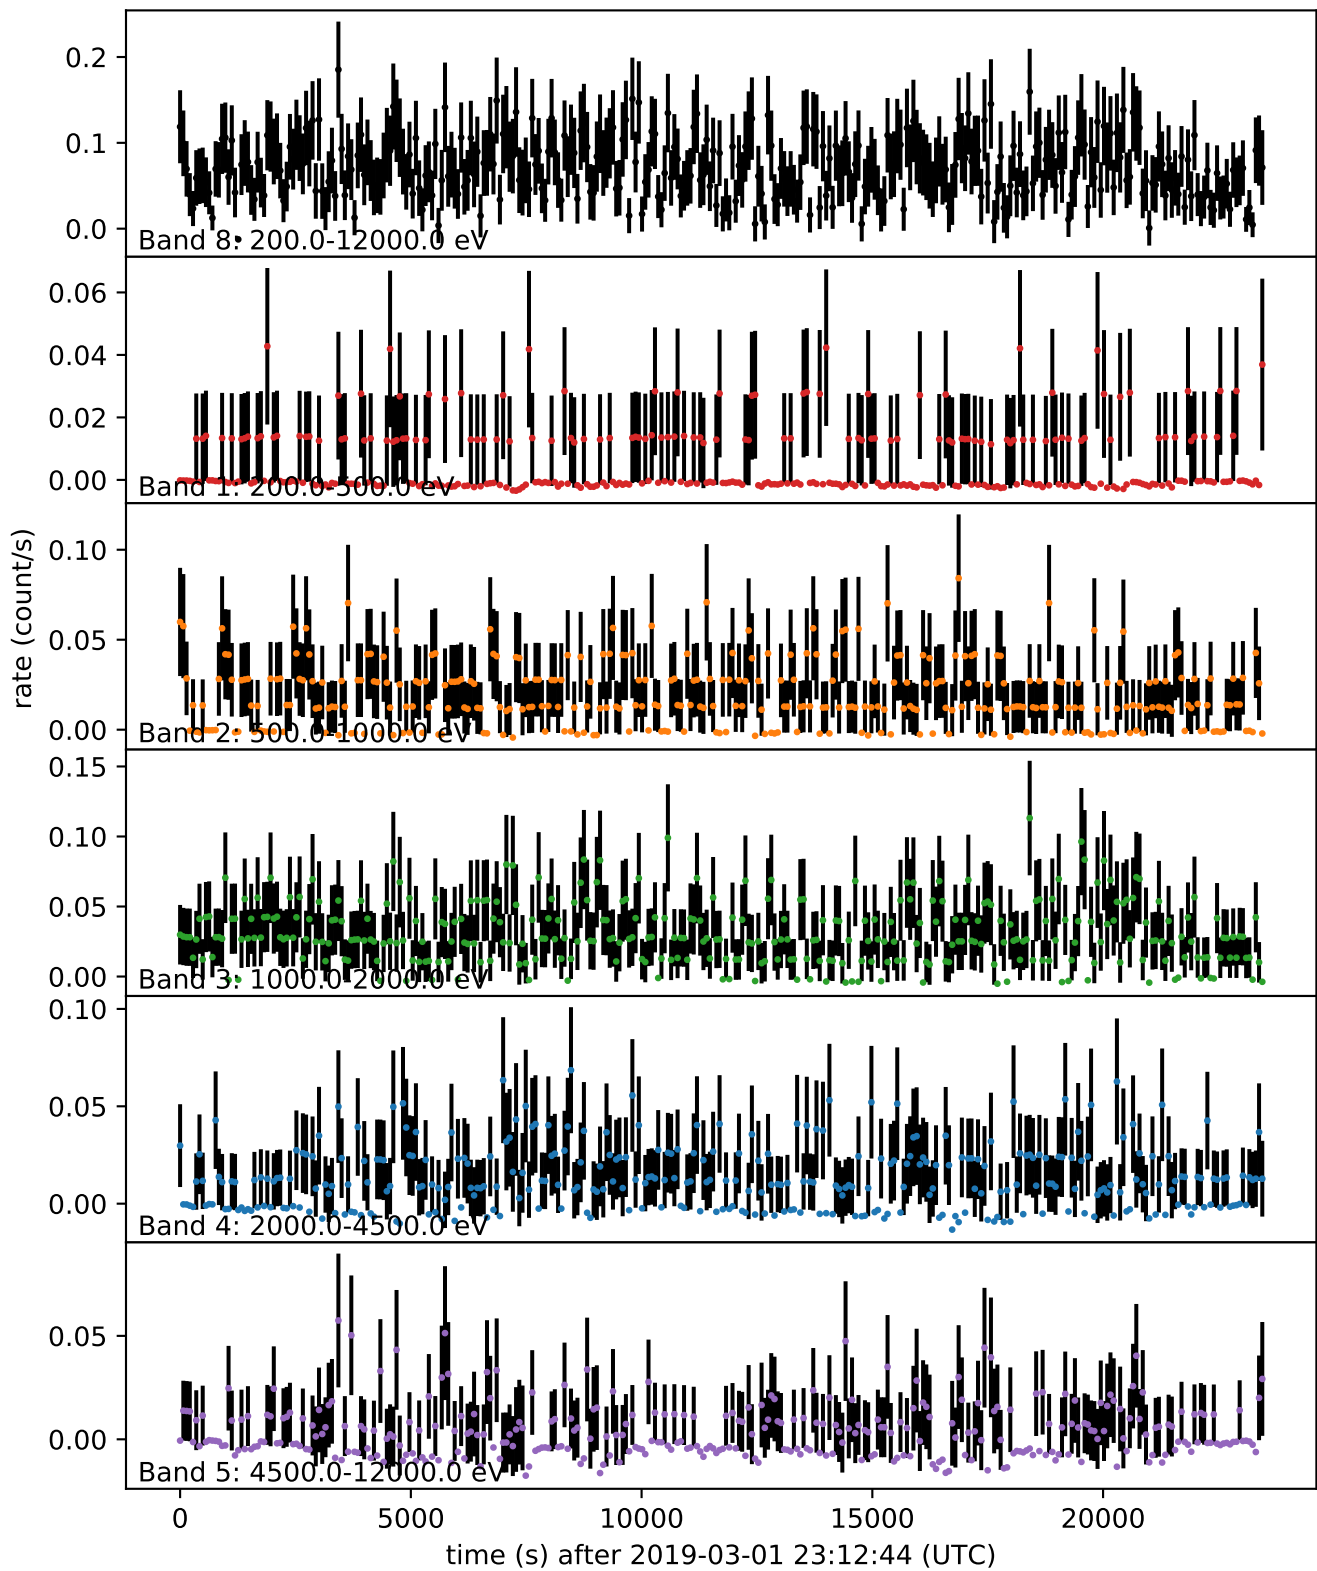 0.2
0.1
0.0
Band 8: 200.0-12000.0 eV
0.06
0.04
0.02
0.00
Band 1: 200.0-500.0 eV
0.10
0.05
0.00
Band 2: 500.0-1000.0 eV
rate (count/s)
0.15
0.10
0.05
0.00
Band 3: 1000.0-2000.0 eV
0.10
0.05
0.00
Band 4: 2000.0-4500.0 eV
0.05
0.00
Band 5: 4500.0-12000.0 eV
0 5000 10000 15000 20000
time (s) after 2019-03-01 23:12:44 (UTC)